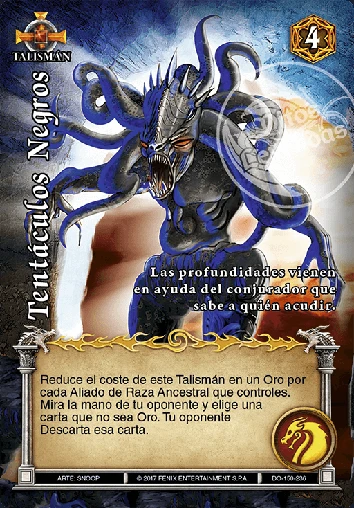 TALISMÁN
4
Tentáculos Negros
Las profundidades vienen
en ayuda del conjurador que
sabe a quién acudir.
Reduce el coste de este Talismán en un Oro por
cada Aliado de Raza Ancestral que controles.
Mira la mano de tu oponente y elige una
carta que no sea Oro. Tu oponente
Descarta esa carta.
ARTE: SNOOP
© 2017 FENIX ENTERTAINMENT S.P.A.